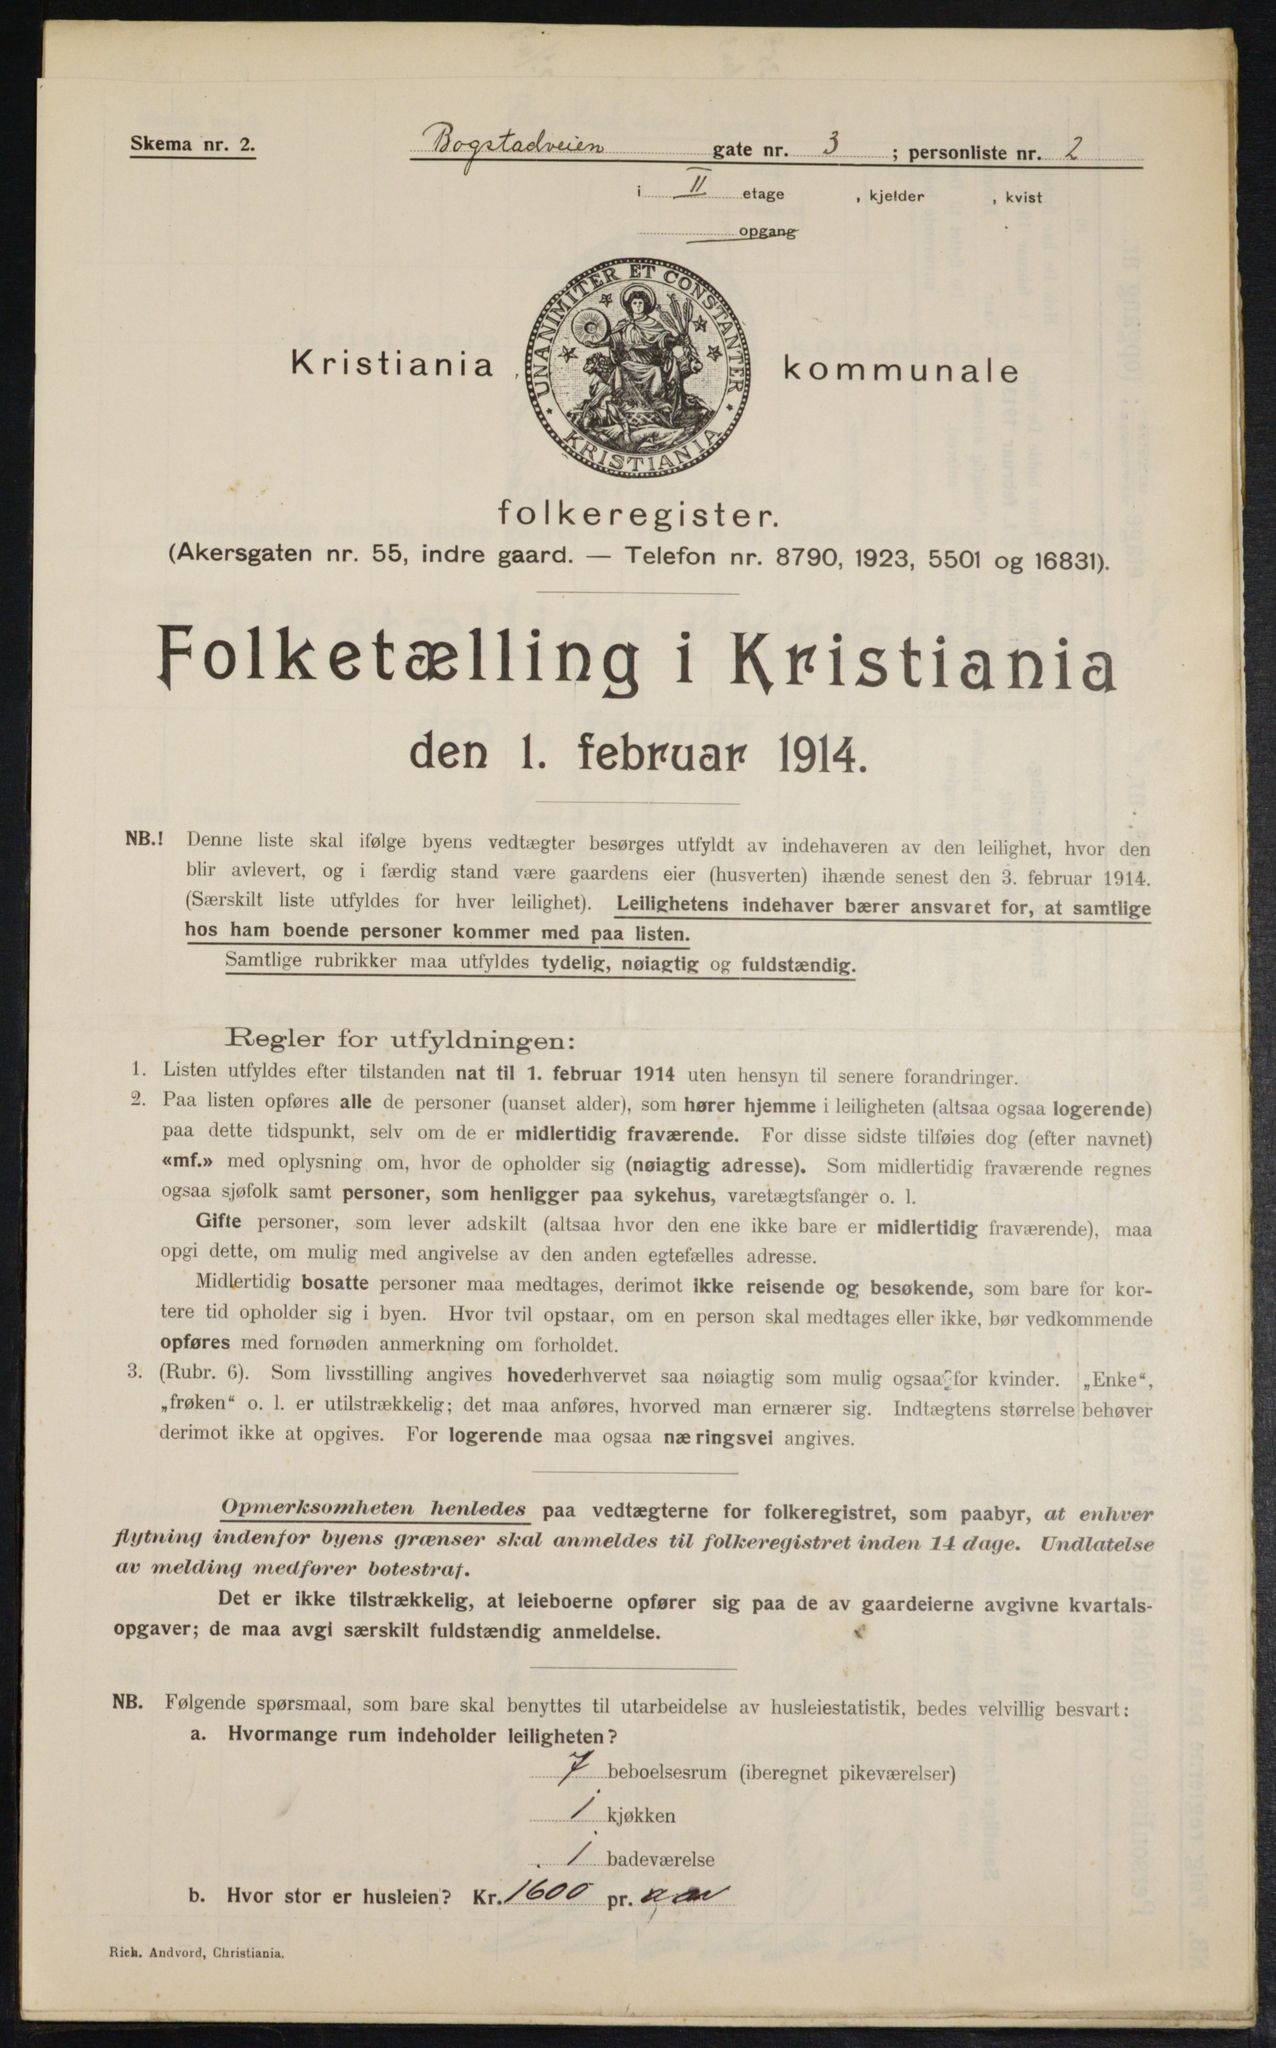 Skema nr. 2.
Bogstadveien gate nr. 3 ; personliste nr. 2
i II etage , kjelder , kvist
opgang
UNANIMITER ET CONSTANTER
KRISTIANIA
Kristiania kommunale
folkeregister.
(Akersgaten nr. 55, indre gaard. — Telefon nr. 8790, 1923, 5501 og 16831).
Folketælling i Kristiania
den 1. februar 1914.
NB.! Denne liste skal ifølge byens vedtægter besørges utfyldt av indehaveren av den leilighet, hvor den
blir avlevert, og i færdig stand være gaardens eier (husverten) ihænde senest den 3. februar 1914.
(Særskilt liste utfyldes for hver leilighet). Leilighetens indehaver bærer ansvaret for, at samtlige
hos ham boende personer kommer med paa listen.
Samtlige rubrikker maa utfyldes tydelig, nøiagtig og fuldstændig.
Regler for utfyldningen:
1. Listen utfyldes efter tilstanden nat til 1. februar 1914 uten hensyn til senere forandringer.
2. Paa listen opføres alle de personer (uanset alder), som hører hjemme i leiligheten (altsaa ogsaa logerende)
paa dette tidspunkt, selv om de er midlertidig fraværende. For disse sidste tilføies dog (efter navnet)
«mf.» med oplysning om, hvor de opholder sig (nøiagtig adresse). Som midlertidig fraværende regnes
ogsaa sjøfolk samt personer, som henligger paa sykehus, varetægtsfanger o. l.
Gifte personer, som lever adskilt (altsaa hvor den ene ikke bare er midlertidig fraværende), maa
opgi dette, om mulig med angivelse av den anden egtefælles adresse.
Midlertidig bosatte personer maa medtages, derimot ikke reisende og besøkende, som bare for kor-
tere tid opholder sig i byen. Hvor tvil opstaar, om en person skal medtages eller ikke, bør vedkommende
opføres med fornøden anmerkning om forholdet.
3. (Rubr. 6). Som livsstilling angives hovederhvervet saa nøiagtig som mulig ogsaa for kvinder. „Enke“,
„frøken“ o. l. er utilstrækkelig; det maa anføres, hvorved man ernærer sig. Indtægtens størrelse behøver
derimot ikke at opgives. For logerende maa ogsaa næringsvei angives.
Opmerksomheten henledes paa vedtægterne for folkeregistret, som paabyr, at enhver
flytning indenfor byens grænser skal anmeldes til folkeregistret inden 14 dage. Undlatelse
av melding medfører bøtestraf.
Det er ikke tilstrækkelig, at leieboerne opfører sig paa de av gaardeierne avgivne kvartals-
opgaver; de maa avgi særskilt fuldstændig anmeldelse.
NB. Følgende spørsmaal, som bare skal benyttes til utarbeidelse av husleiestatistik, bedes velvillig besvart:
a. Hvormange rum indeholder leiligheten?
7 beboelsesrum (iberegnet pikeværelser)
1 kjøkken
1 badeværelse
b. Hvor stor er husleien? Kr. 1600 pr. aar
Rich. Andvord, Christiania.